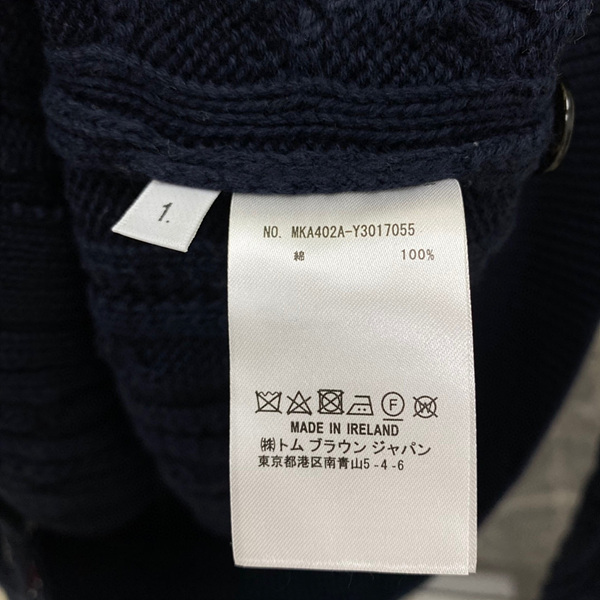 1.
NO. MKA402A-Y3017055
綿 100%
F
MADE IN IRELAND
㈱トム ブラウン ジャパン
東京都港区南青山5-4-6